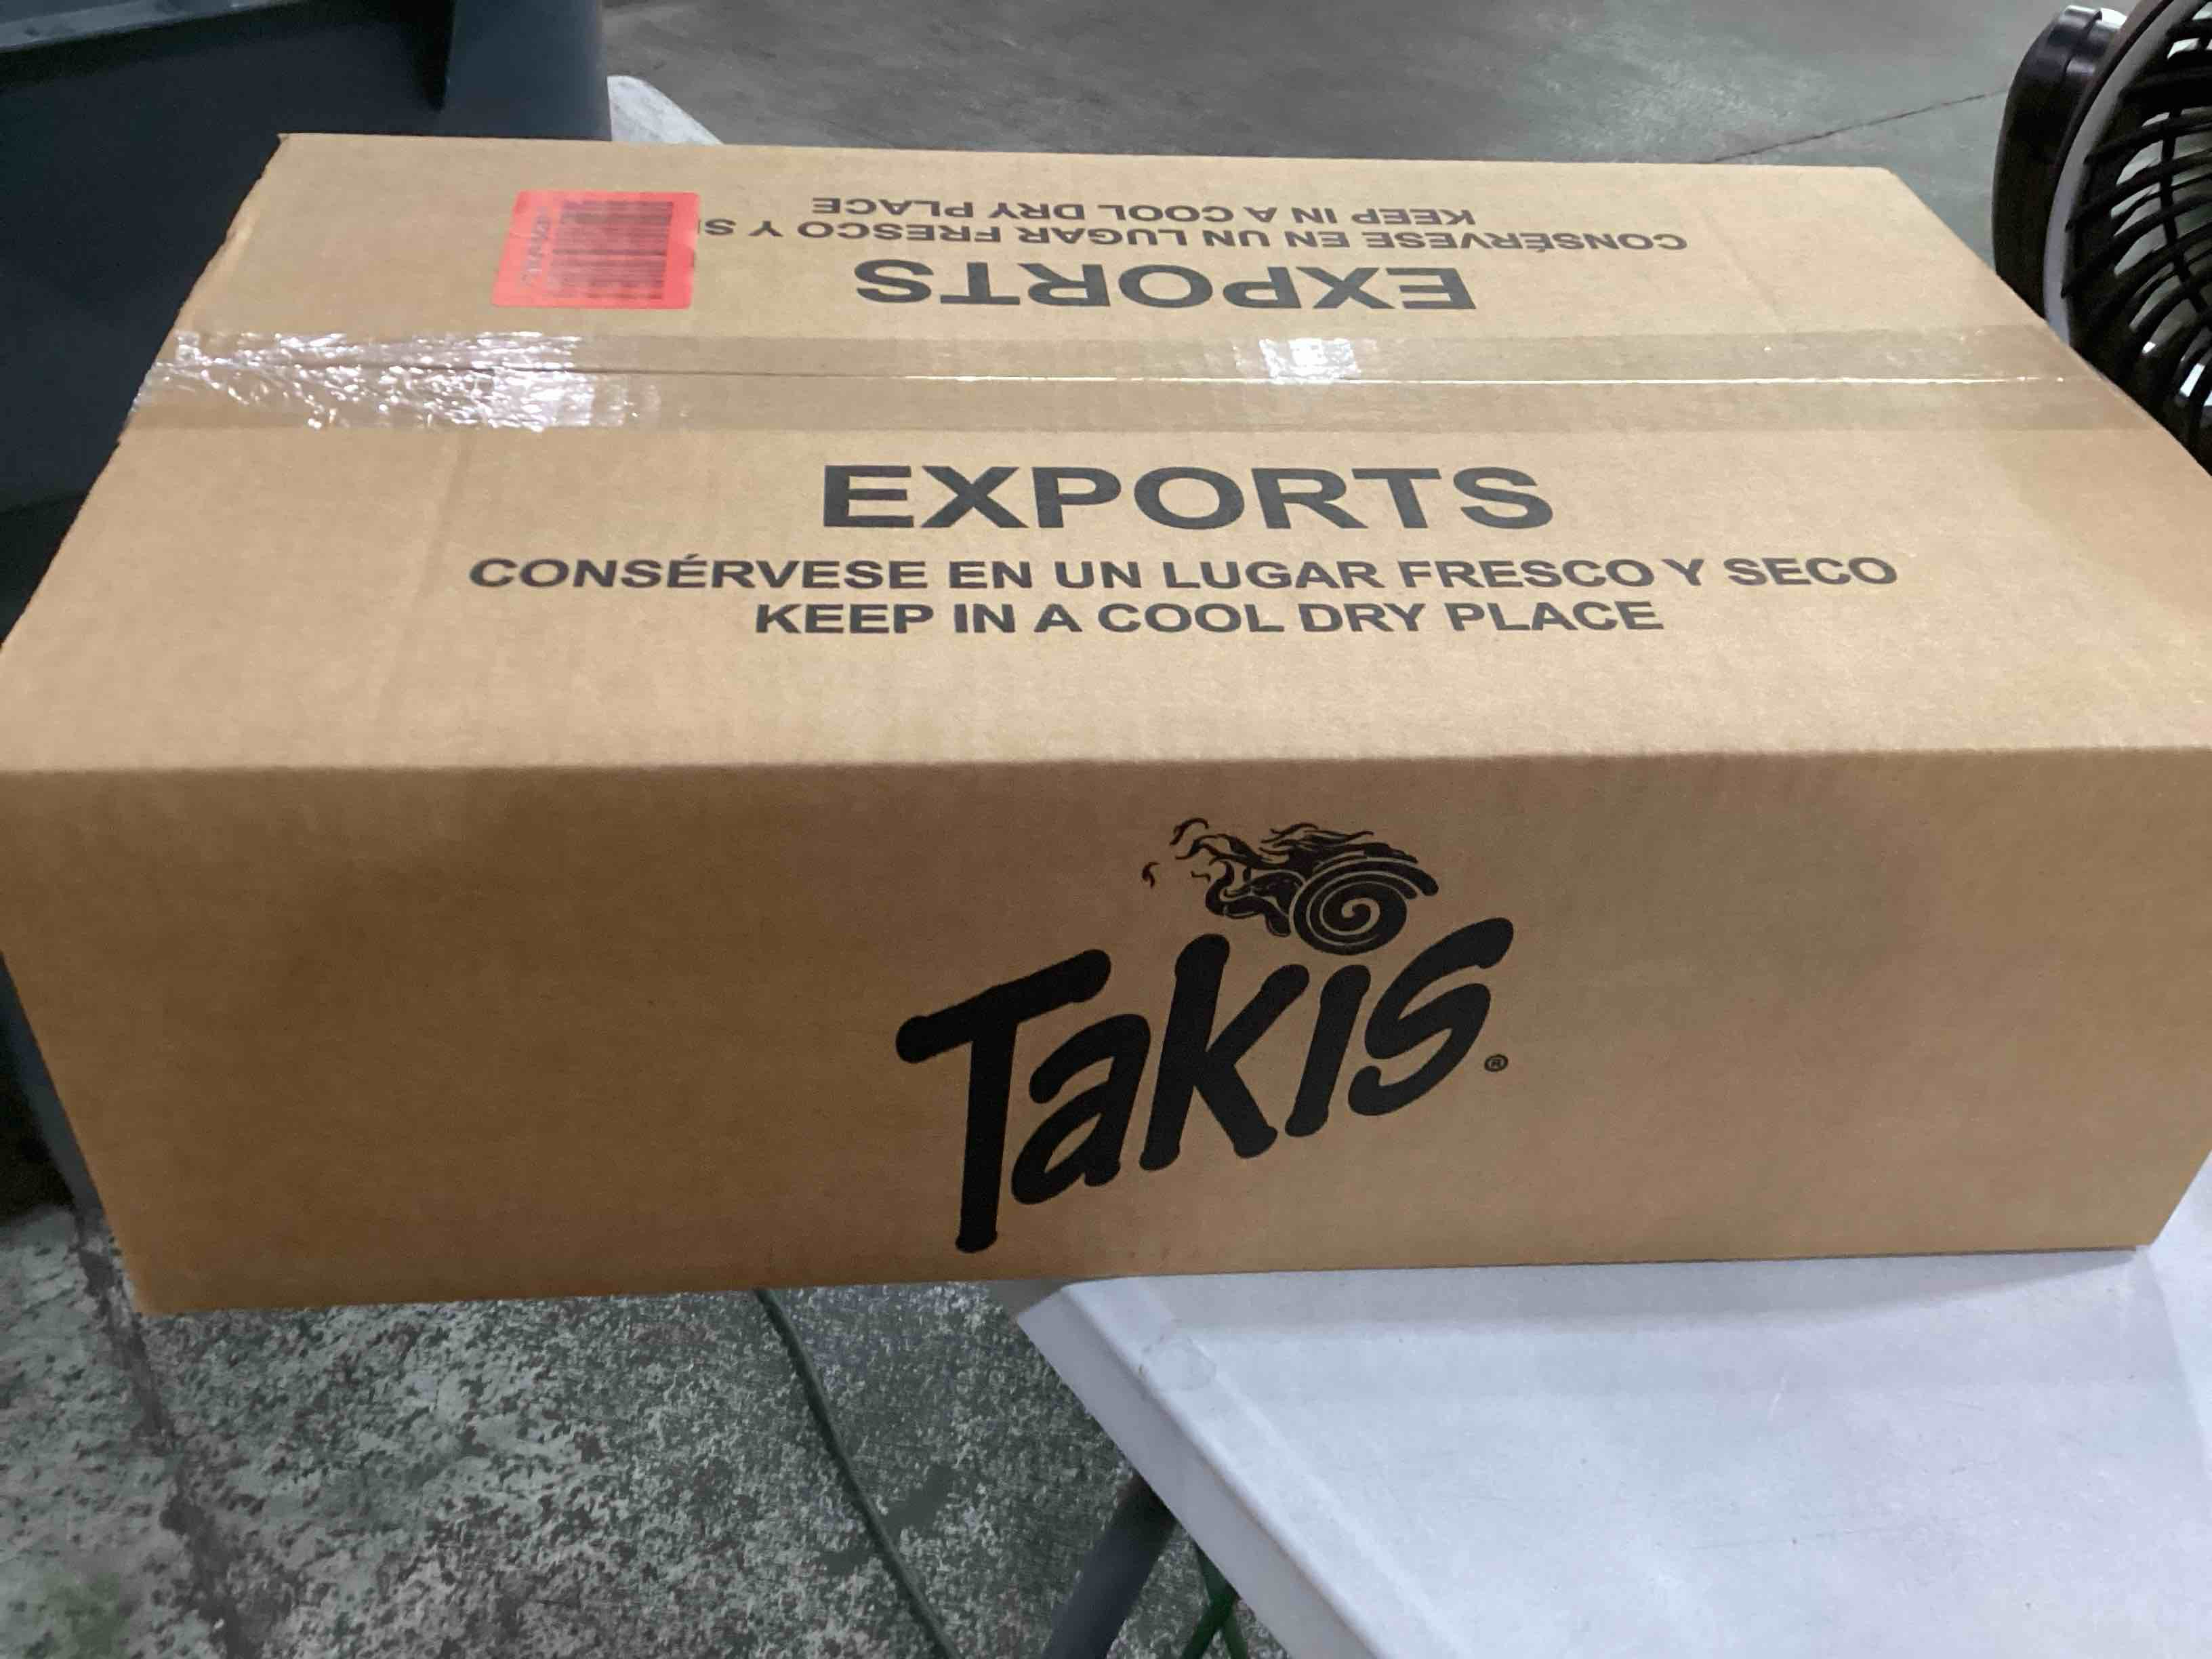 KEEP IN A COOL DRY PLACE
CONSÉRVESE EN UN LUGAR FRESCO Y
EXPORTS
EXPORTS
CONSÉRVESE EN UN LUGAR FRESCO Y SECO
KEEP IN A COOL DRY PLACE
Takis®